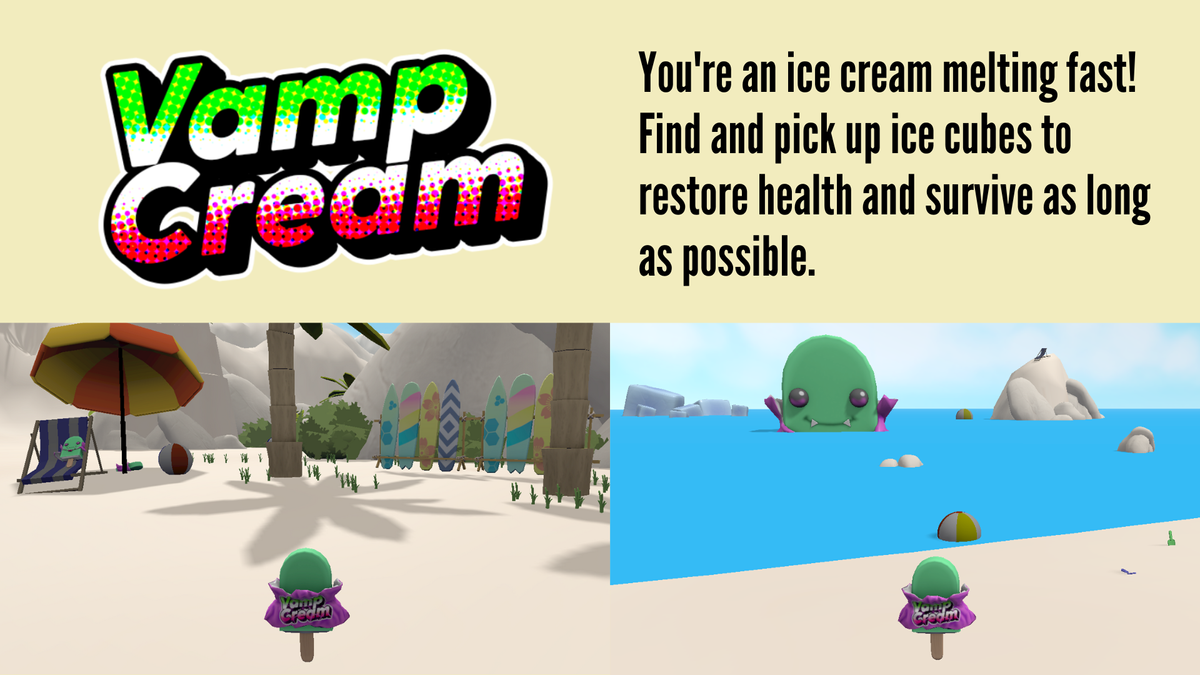 Vamp
Cream
You're an ice cream melting fast!
Find and pick up ice cubes to
restore health and survive as long
as possible.
Vamp
Cream
Vamp
Cream